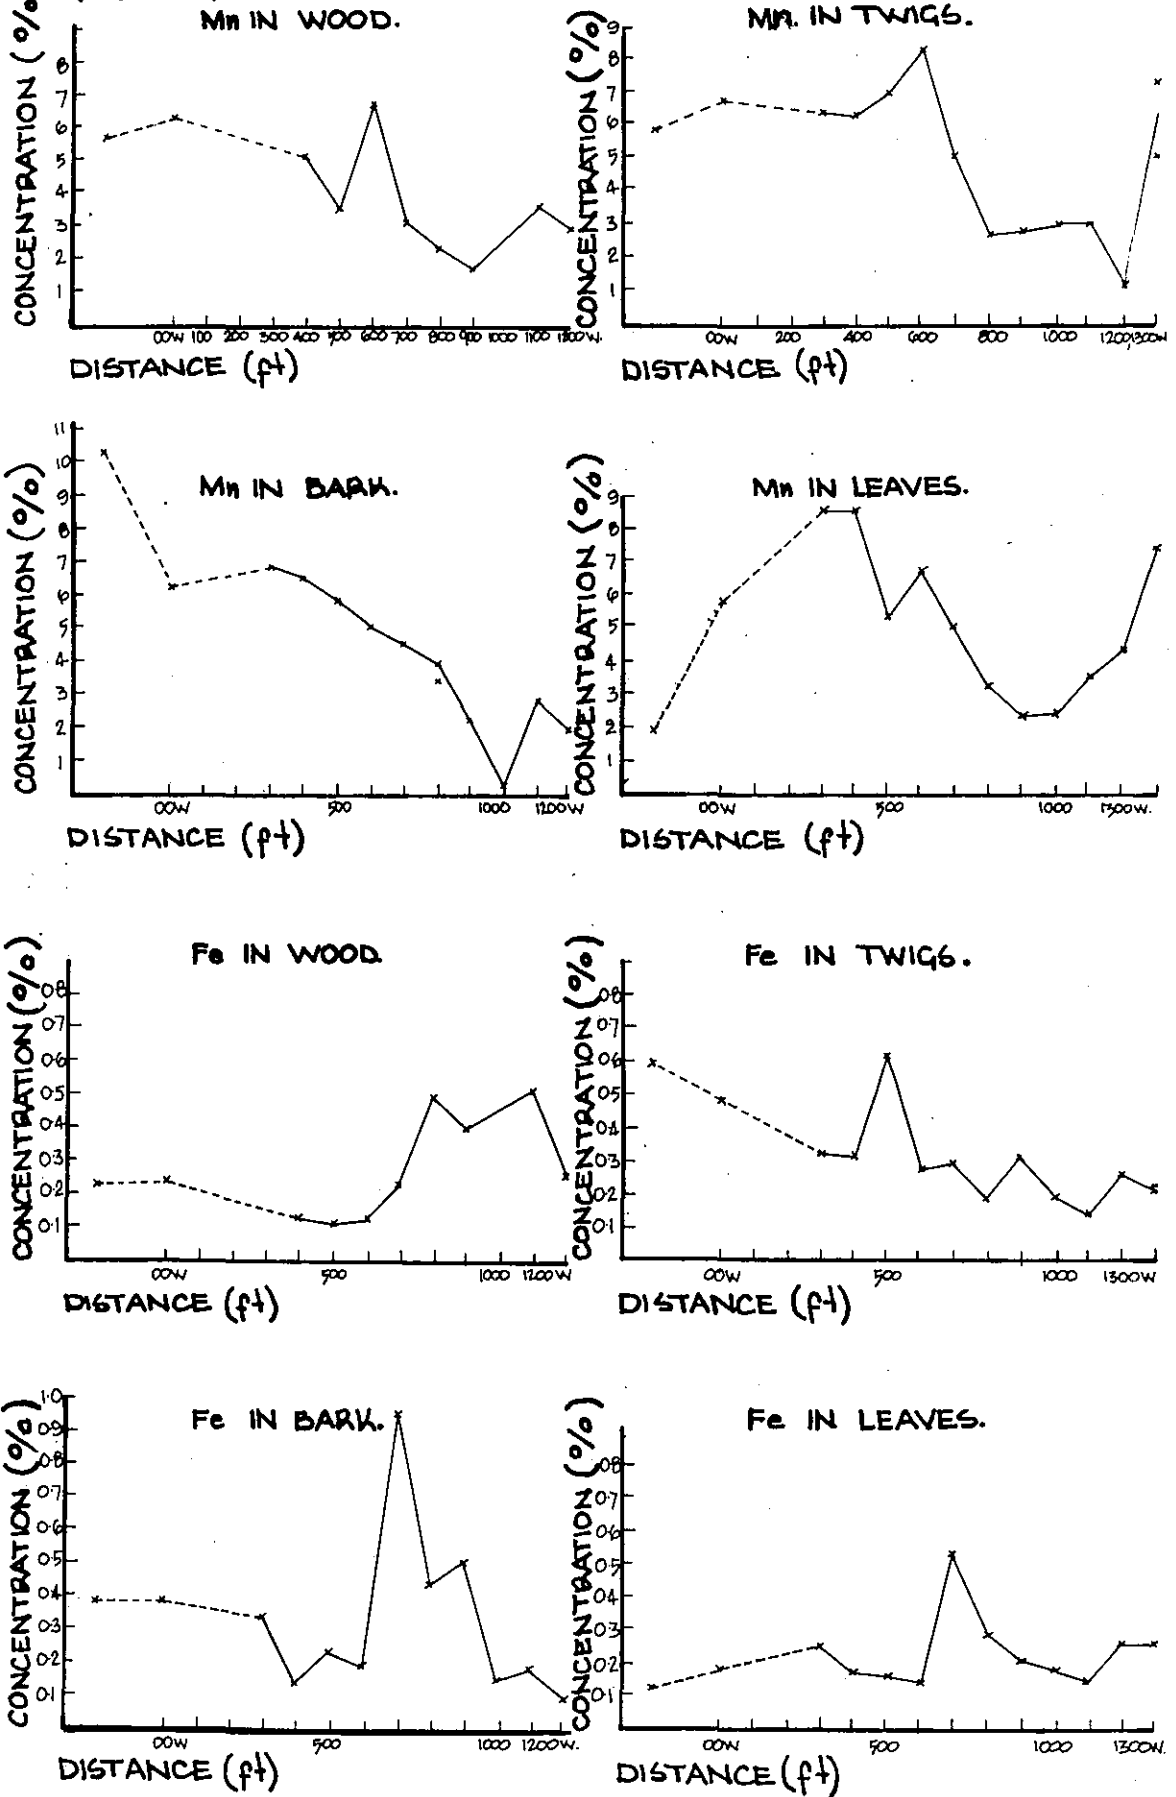 Mn IN WOOD.
CONCENTRATION (%)
8
7
6
5
4
3
2
1
00W 100 200 300 400 500 600 700 800 900 1000 1100 1200 W.
DISTANCE (ft)
Mn. IN TWIGS.
CONCENTRATION (%)
9
8
7
6
5
4
3
2
1
00W 200 400 600 800 1000 1200 1300W
DISTANCE (ft)
Mn IN BARK.
CONCENTRATION (%)
11
10
9
8
7
6
5
4
3
2
1
00W 500 1000 1200W
DISTANCE (ft)
Mn IN LEAVES.
CONCENTRATION (%)
9
8
7
6
5
4
3
2
1
00W 500 1000 1300W.
DISTANCE (ft)
Fe IN WOOD
CONCENTRATION (%)
0.8
0.7
0.6
0.5
0.4
0.3
0.2
0.1
00W 500 1000 1200W
DISTANCE (ft)
Fe IN TWIGS.
CONCENTRATION (%)
0.8
0.7
0.6
0.5
0.4
0.3
0.2
0.1
00W 500 1000 1300W
DISTANCE (ft)
Fe IN BARK.
CONCENTRATION (%)
1.0
0.9
0.8
0.7
0.6
0.5
0.4
0.3
0.2
0.1
00W 500 1000 1200W.
DISTANCE (ft)
Fe IN LEAVES.
CONCENTRATION (%)
0.8
0.7
0.6
0.5
0.4
0.3
0.2
0.1
00W 500 1000 1300W.
DISTANCE (ft)